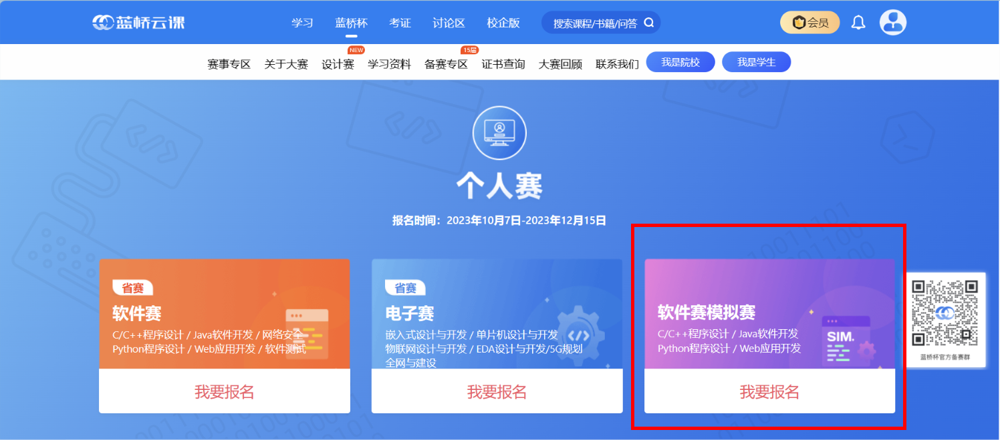 蓝桥云课
学习 蓝桥杯 考证 讨论区 校企版 搜索课程/书籍/问答 会员
NEW 15届
赛事专区 关于大赛 设计赛 学习资料 备赛专区 证书查询 大赛回顾 联系我们 我是院校 我是学生
个人赛
报名时间：2023年10月7日-2023年12月15日
省赛
软件赛
C/C++程序设计 / Java软件开发 / 网络安全
Python程序设计 / Web应用开发 / 软件测试
我要报名
省赛
电子赛
嵌入式设计与开发 / 单片机设计与开发
物联网设计与开发 / EDA设计与开发/5G规划
全网与建设
我要报名
软件赛模拟赛
C/C++程序设计 / Java软件开发
Python程序设计 / Web应用开发
SIM.
我要报名
蓝桥杯官方备赛群